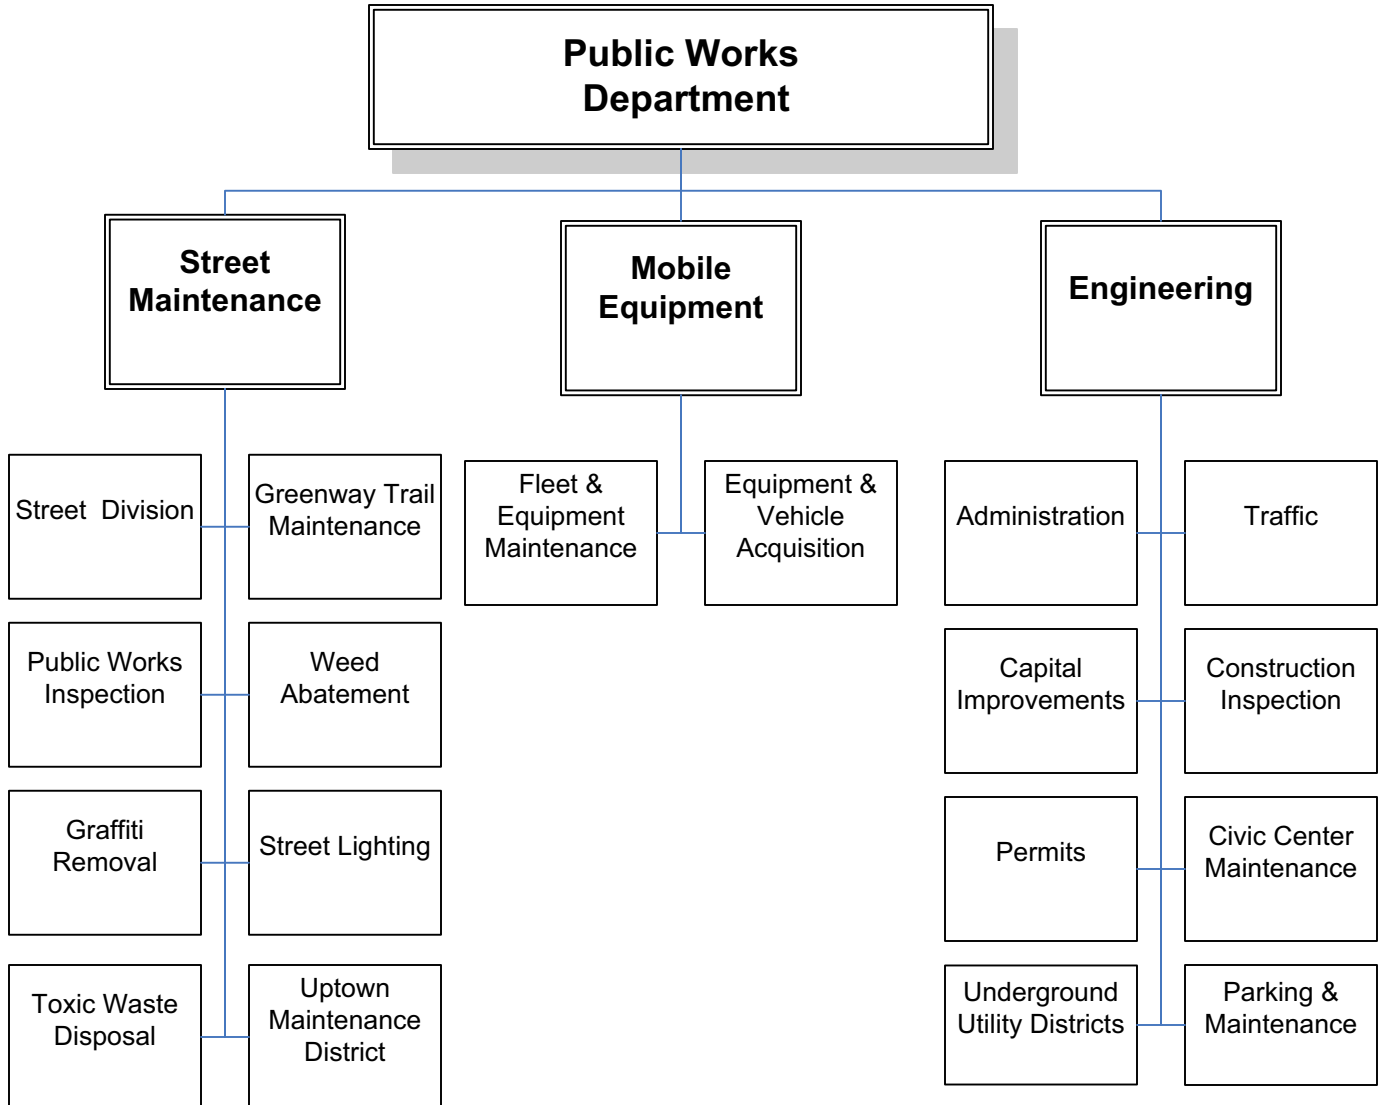 Public Works
Department
Street
Maintenance
Mobile
Equipment
Engineering
Street Division
Greenway Trail
Maintenance
Public Works
Inspection
Weed
Abatement
Graffiti
Removal
Street Lighting
Toxic Waste
Disposal
Uptown
Maintenance
District
Fleet &
Equipment
Maintenance
Equipment &
Vehicle
Acquisition
Administration
Traffic
Capital
Improvements
Construction
Inspection
Permits
Civic Center
Maintenance
Underground
Utility Districts
Parking &
Maintenance